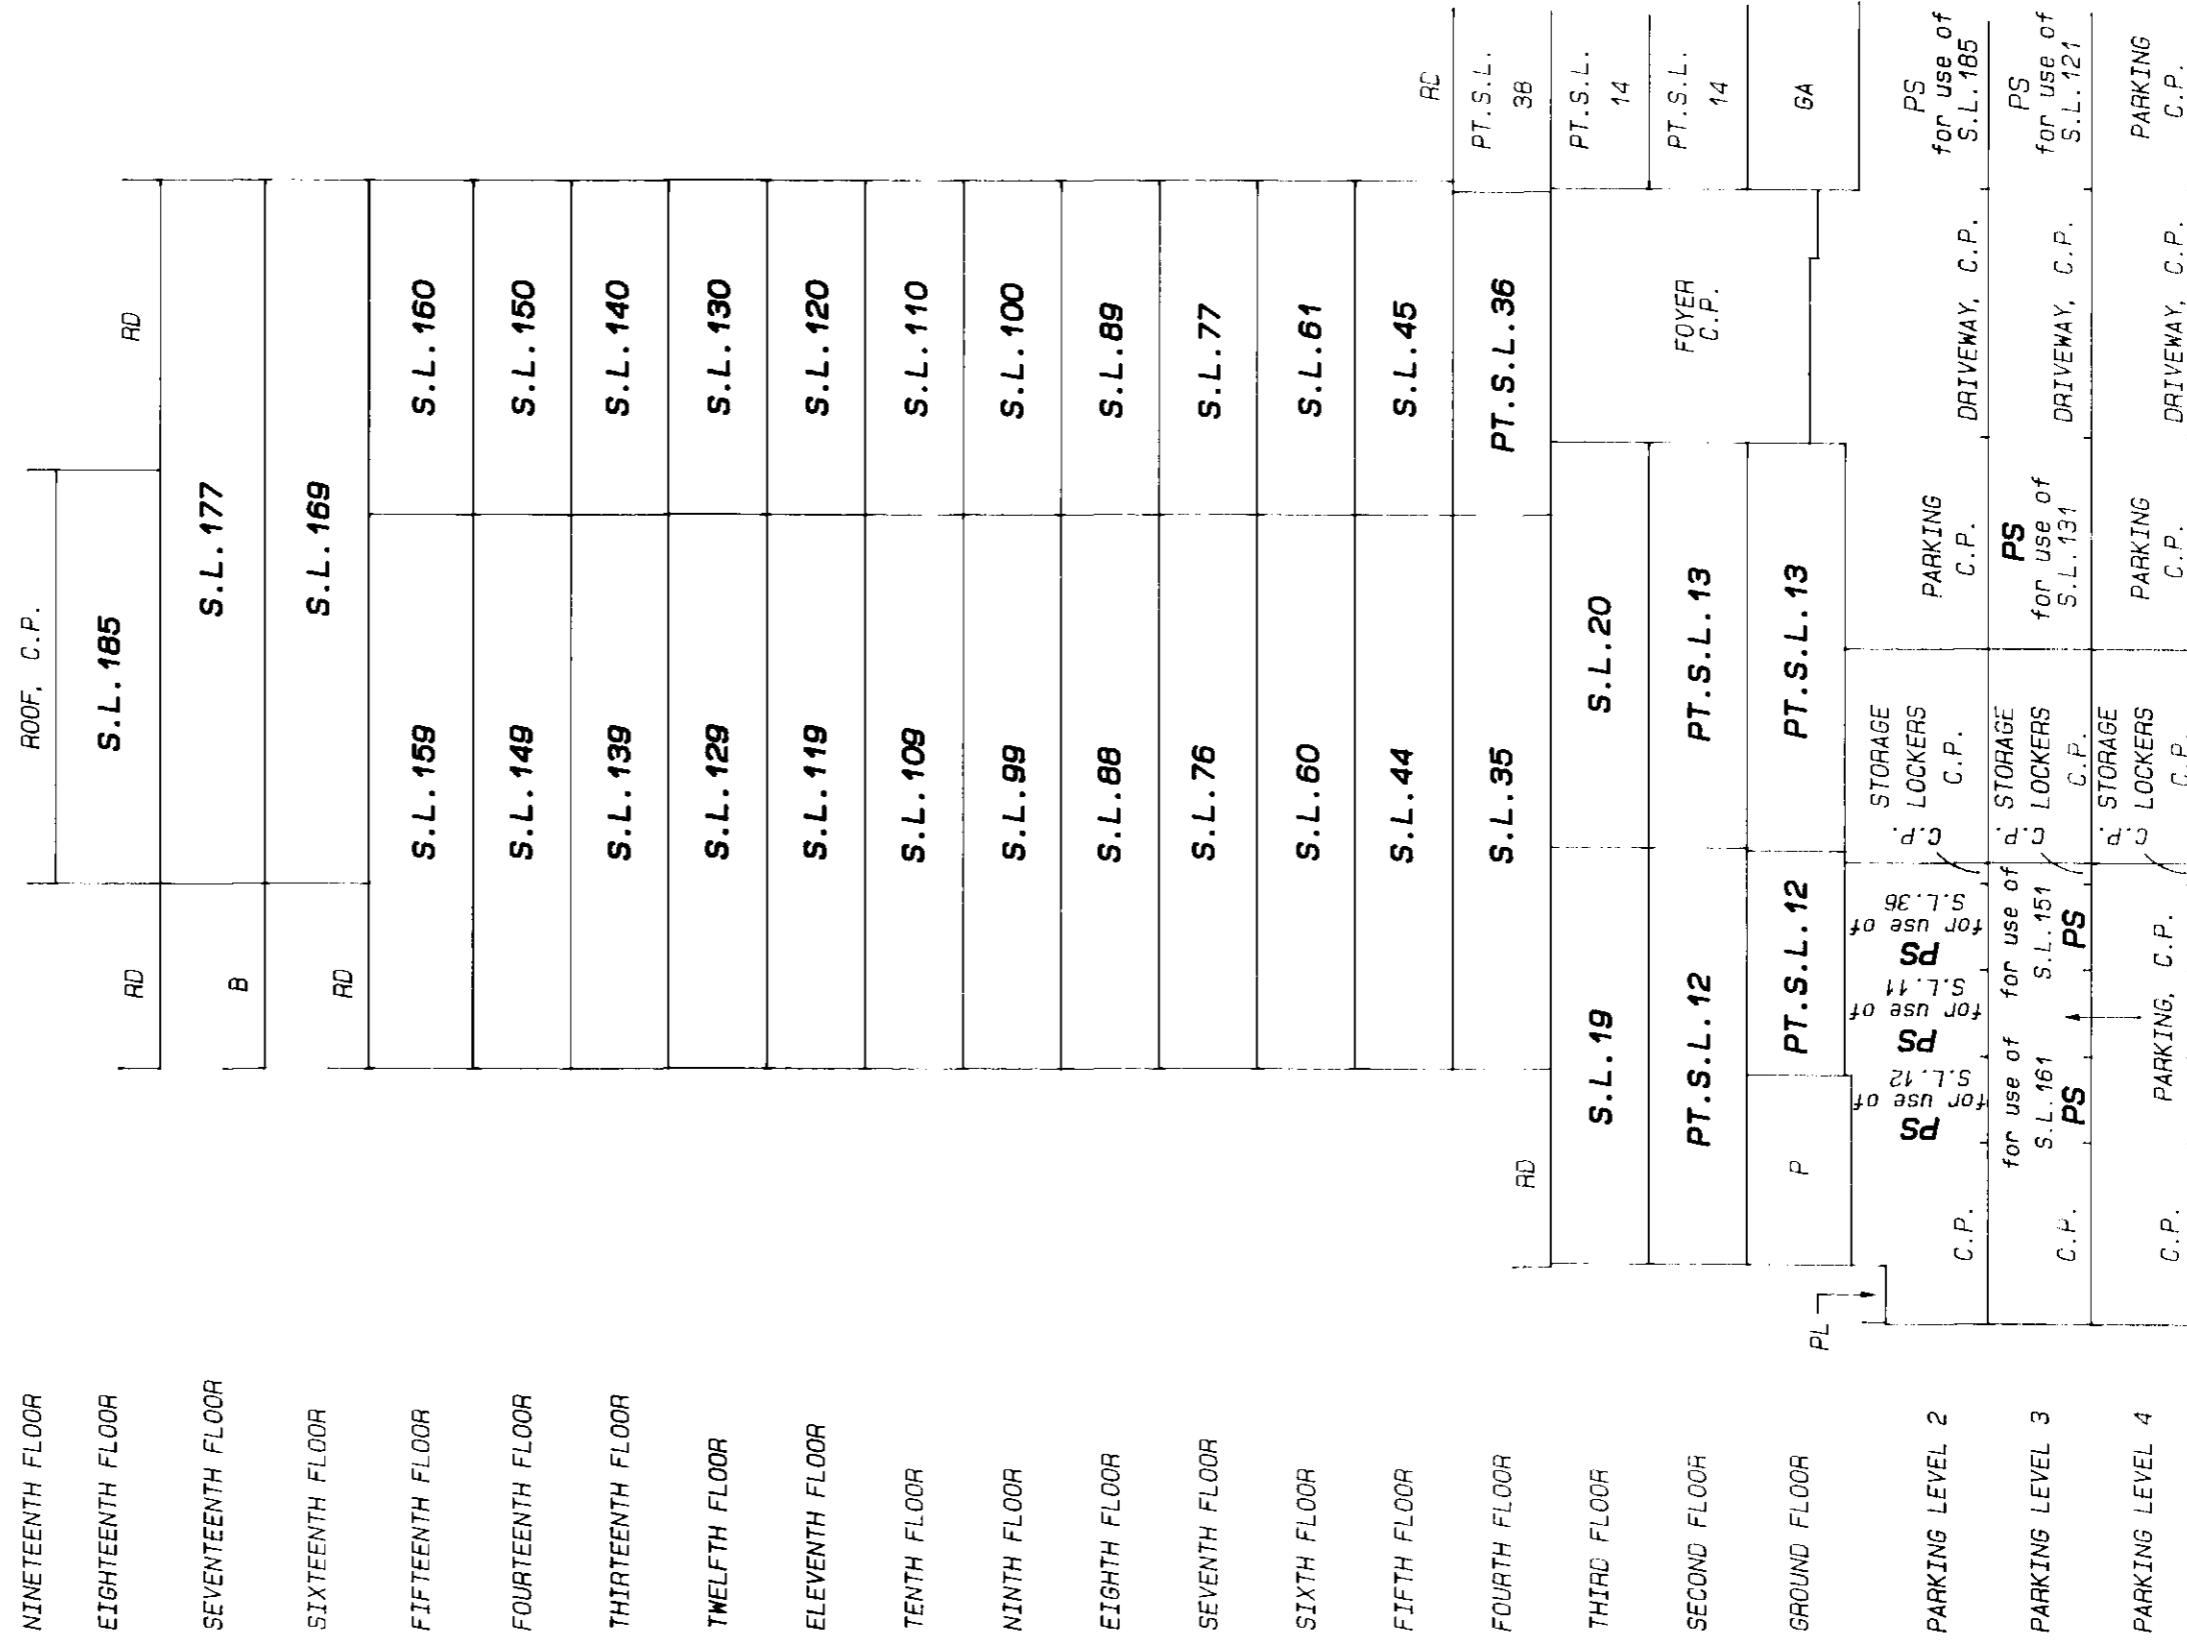 NINETEENTH FLOOR
ROOF, C.P.
EIGHTEENTH FLOOR
RD
S.L.185
RD
SEVENTEENTH FLOOR
B
S.L.177
SIXTEENTH FLOOR
RD
S.L.169
FIFTEENTH FLOOR
S.L.159
S.L.160
FOURTEENTH FLOOR
S.L.149
S.L.150
THIRTEENTH FLOOR
S.L.139
S.L.140
TWELFTH FLOOR
S.L.129
S.L.130
ELEVENTH FLOOR
S.L.119
S.L.120
TENTH FLOOR
S.L.109
S.L.110
NINTH FLOOR
S.L.99
S.L.100
EIGHTH FLOOR
S.L.88
S.L.89
SEVENTH FLOOR
S.L.76
S.L.77
SIXTH FLOOR
S.L.60
S.L.61
FIFTH FLOOR
S.L.44
S.L.45
RD
FOURTH FLOOR
RD
S.L.35
PT.S.L.36
PT.S.L.
38
THIRD FLOOR
S.L.19
S.L.20
PT.S.L.
14
SECOND FLOOR
PT.S.L.12
PT.S.L.13
FOYER
C.P.
PT.S.L.
14
GROUND FLOOR
P
PT.S.L.12
PT.S.L.13
GA
PL
PARKING LEVEL 2
C.P.
PS
for use of
S.L.12
PS
for use of
S.L.11
PS
for use of
S.L.36
C.P.
STORAGE
LOCKERS
C.P.
PARKING
C.P.
DRIVEWAY, C.P.
PS
for use of
S.L.185
PARKING LEVEL 3
C.P.
for use of
S.L.161
PS
for use of
S.L.151
PS
C.P.
STORAGE
LOCKERS
C.P.
PS
for use of
S.L.131
DRIVEWAY, C.P.
PS
for use of
S.L.121
PARKING LEVEL 4
C.P.
PARKING, C.P.
C.P.
STORAGE
LOCKERS
C.P.
PARKING
C.P.
DRIVEWAY, C.P.
PARKING
C.P.